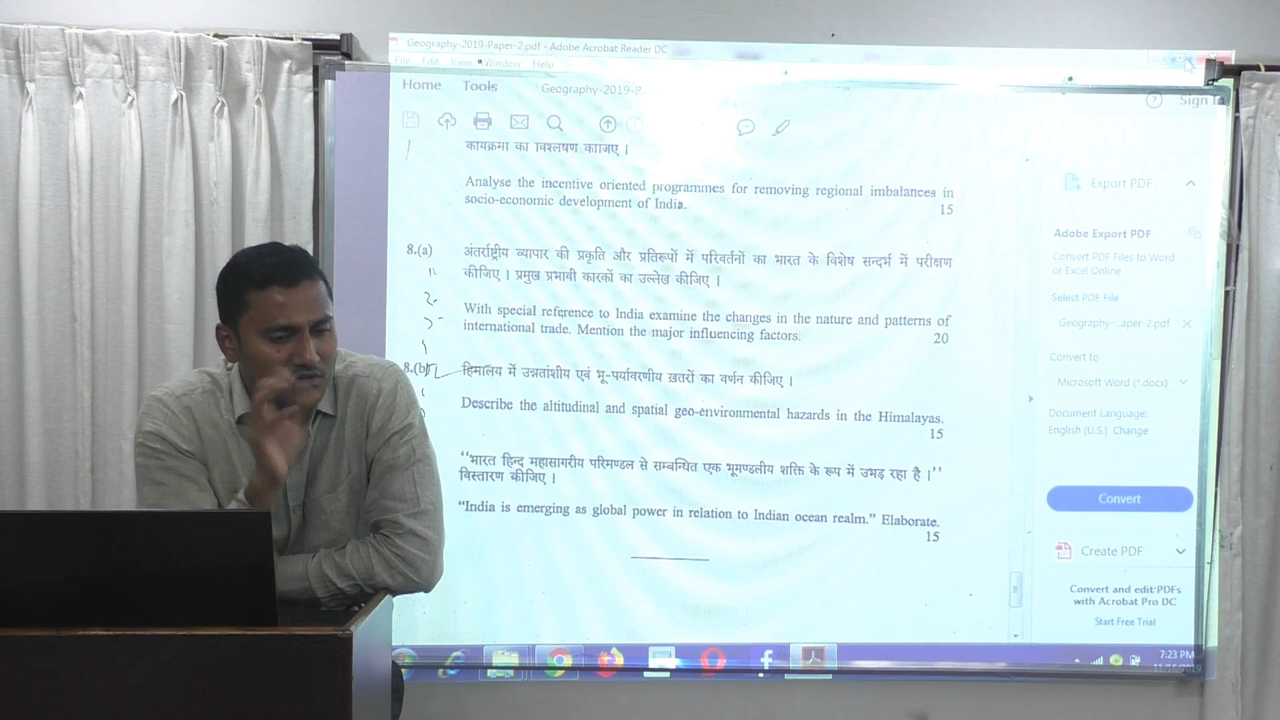 Geography-2019-Paper-2.pdf - Adobe Acrobat Reader DC
File Edit View Window Help
Home Tools Geography-2019-P...
Sign In
कार्यक्रमों का विश्लेषण कीजिए ।
Analyse the incentive oriented programmes for removing regional imbalances in
socio-economic development of India.
15
8.(a) अंतर्राष्ट्रीय व्यापार की प्रकृति और प्रतिरूपों में परिवर्तनों का भारत के विशेष सन्दर्भ में परीक्षण
कीजिए । प्रमुख प्रभावी कारकों का उल्लेख कीजिए ।
With special reference to India examine the changes in the nature and patterns of
international trade. Mention the major influencing factors.
20
8.(b) हिमालय में उन्नतांशीय एवं भू-पर्यावरणीय ख़तरों का वर्णन कीजिए ।
Describe the altitudinal and spatial geo-environmental hazards in the Himalayas.
15
“भारत हिन्द महासागरीय परिमण्डल से सम्बन्धित एक भूमण्डलीय शक्ति के रूप में उभड़ रहा है ।”
विस्तारण कीजिए ।
“India is emerging as global power in relation to Indian ocean realm.” Elaborate.
15
Export PDF
Adobe Export PDF
Convert PDF Files to Word
or Excel Online
Select PDF File
Geography-...aper-2.pdf
Convert to
Microsoft Word (*.docx)
Document Language:
English (U.S.) Change
Convert
Create PDF
Convert and edit PDFs
with Acrobat Pro DC
Start Free Trial
7:23 PM